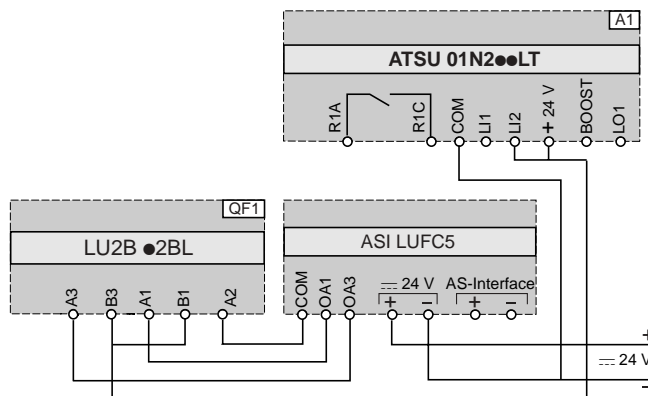 A1
ATSU 01N2●●LT
R1A R1C COM LI1 LI2 + 24 V BOOST LO1
QF1
LU2B ●2BL
ASI LUFC5
A3 B3 A1 B1 A2
COM OA1 OA3
24 V AS-Interface
+ – + –
+
24 V
–